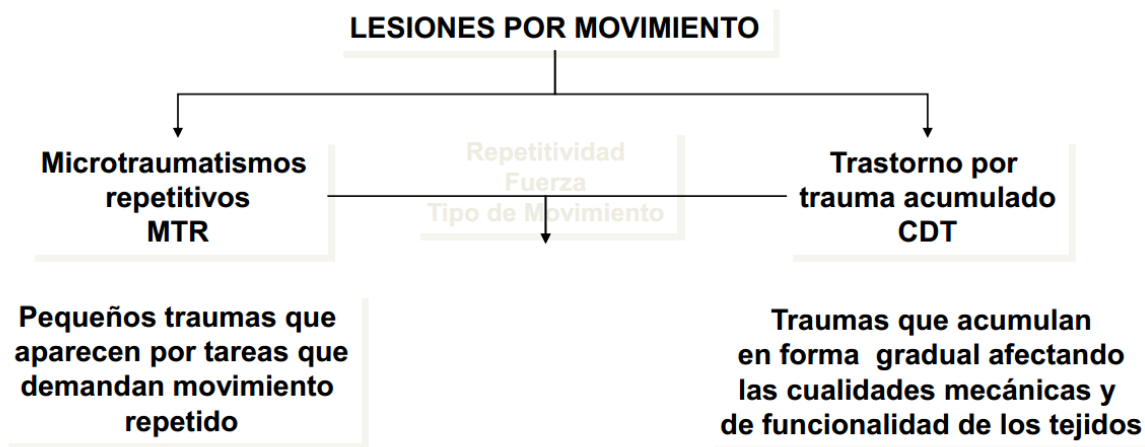 LESIONES POR MOVIMIENTO
Microtraumatismos
repetitivos
MTR
Repetitividad
Fuerza
Tipo de Movimiento
Trastorno por
trauma acumulado
CDT
Pequeños traumas que
aparecen por tareas que
demandan movimiento
repetido
Traumas que acumulan
en forma gradual afectando
las cualidades mecánicas y
de funcionalidad de los tejidos